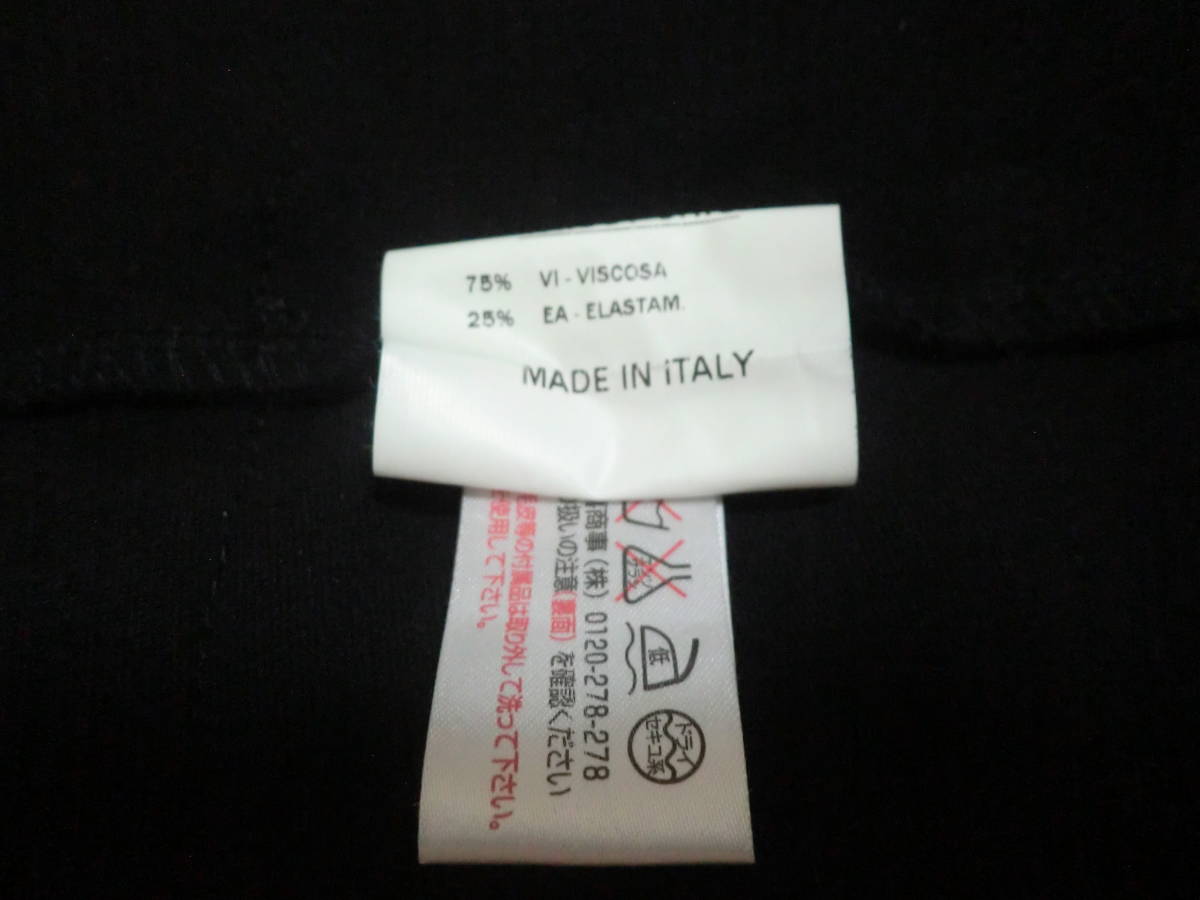 75% VI - VISCOSA
25% EA - ELASTAM.
MADE IN iTALY
商事(株) 0120-278-278
扱いの注意(裏面)を確認ください
皮等の付属品は取り外して洗って下さい。
使用して下さい。
低
ドライ
セキユ系